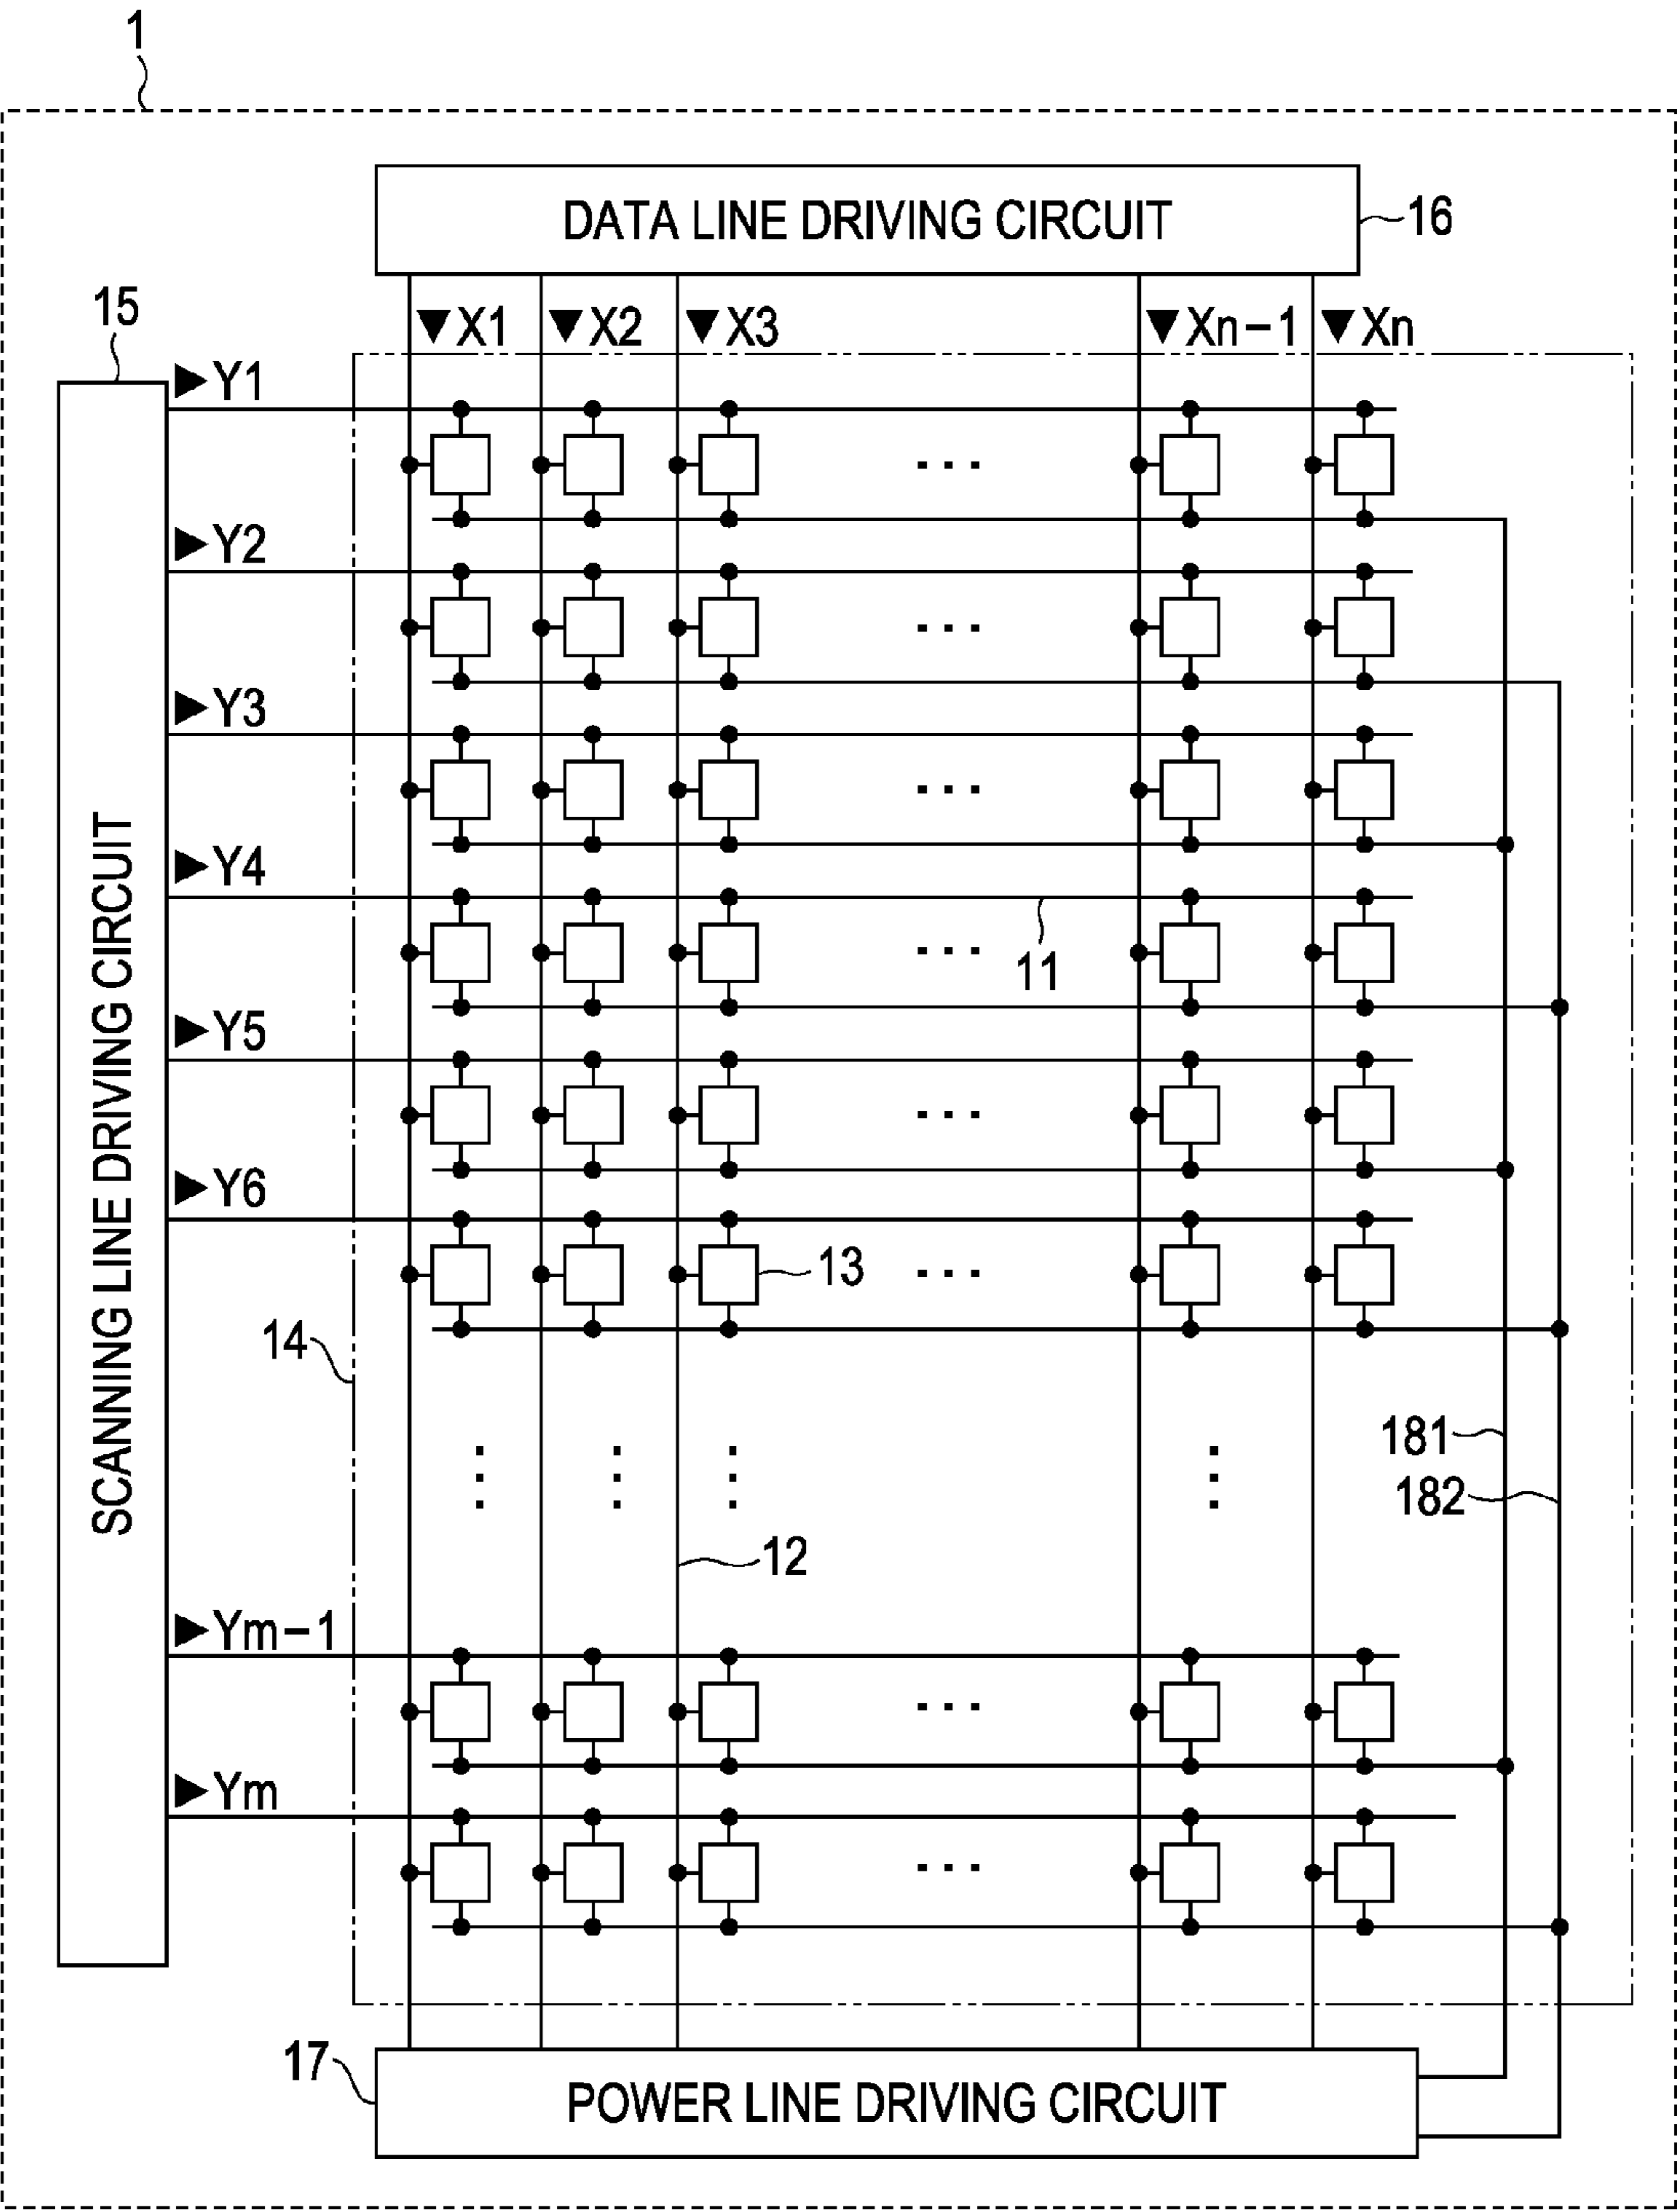 1
DATA LINE DRIVING CIRCUIT
16
15
▼X1 ▼X2 ▼X3 ▼Xn-1 ▼Xn
▶Y1
▶Y2
▶Y3
▶Y4
11
▶Y5
▶Y6
13
14
181
182
12
▶Ym-1
▶Ym
SCANNING LINE DRIVING CIRCUIT
17
POWER LINE DRIVING CIRCUIT